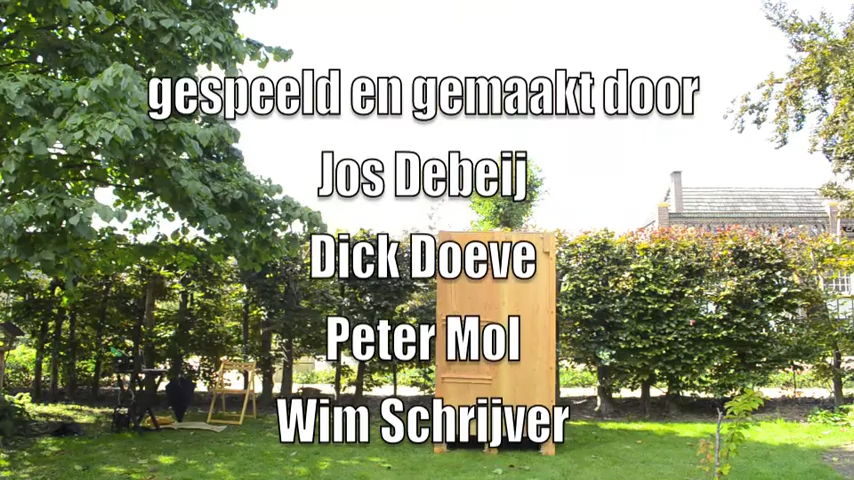 gespeeld en gemaakt door
Jos Debeij
Dick Doeve
Peter Mol
Wim Schrijver